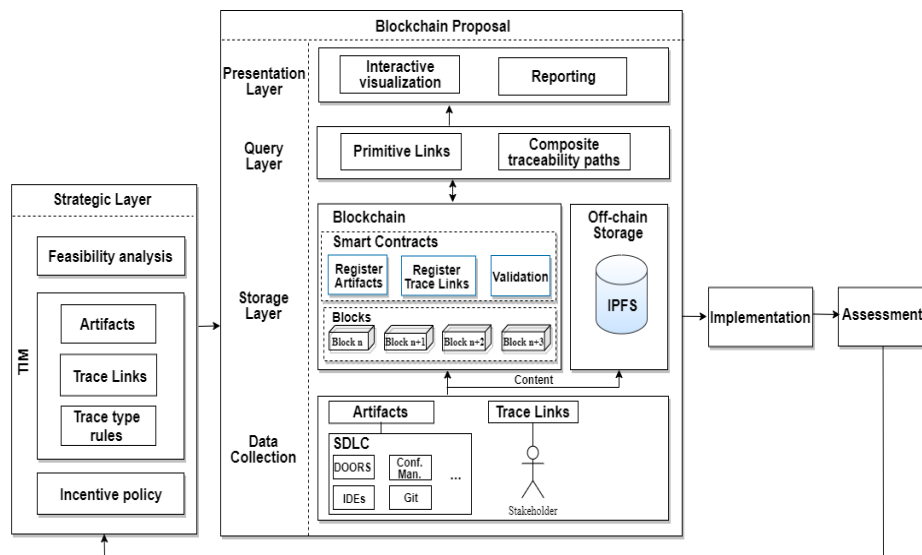 Blockchain Proposal
Presentation
Layer
Interactive
visualization
Reporting
Query
Layer
Primitive Links
Composite
traceability paths
Strategic Layer
Feasibility analysis
TIM
Artifacts
Trace Links
Trace type
rules
Incentive policy
Storage
Layer
Blockchain
Smart Contracts
Register
Artifacts
Register
Trace Links
Validation
Blocks
Block n
Block n+1
Block n+2
Block n+3
Off-chain
Storage
IPFS
Content
Data
Collection
Artifacts
SDLC
DOORS
Conf.
Man.
...
IDEs
Git
Trace Links
Stakeholder
Implementation
Assessment